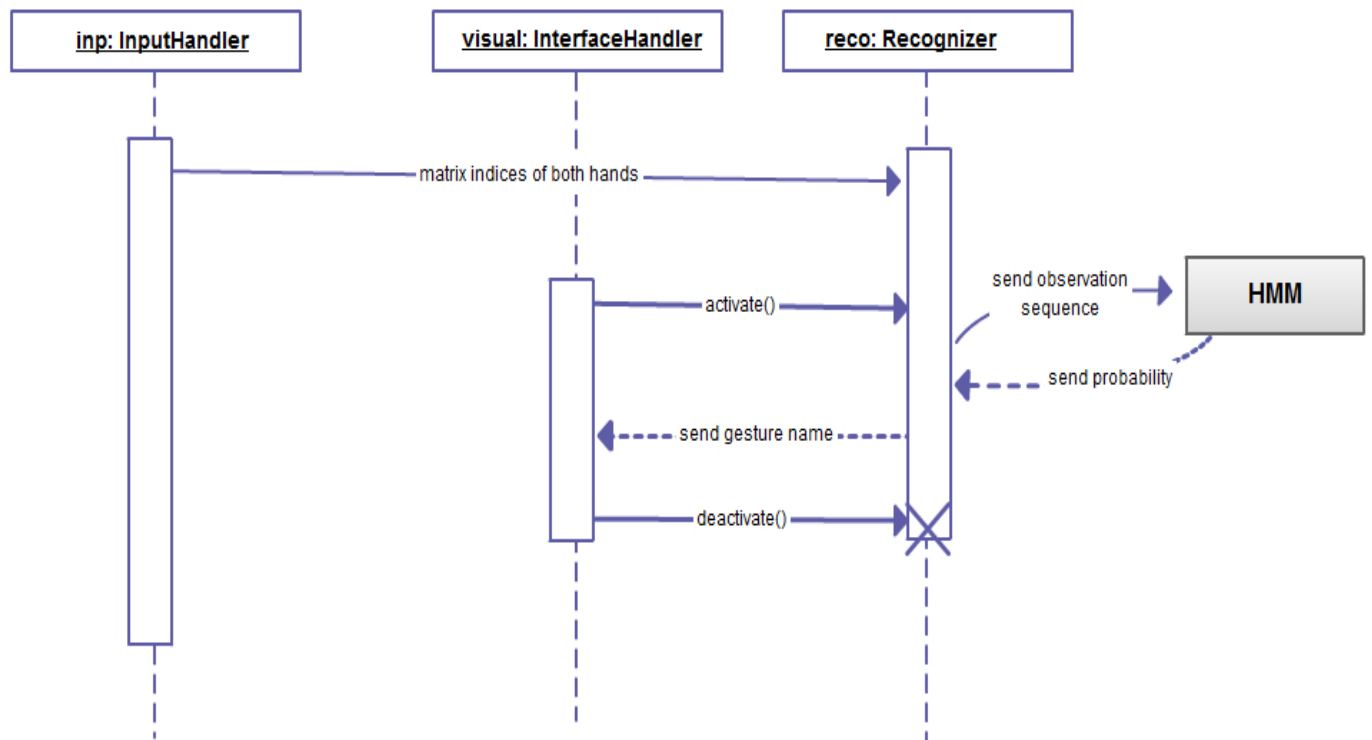 inp: InputHandler
visual: InterfaceHandler
reco: Recognizer
matrix indices of both hands
send observation
sequence
HMM
activate()
send probability
send gesture name
deactivate()